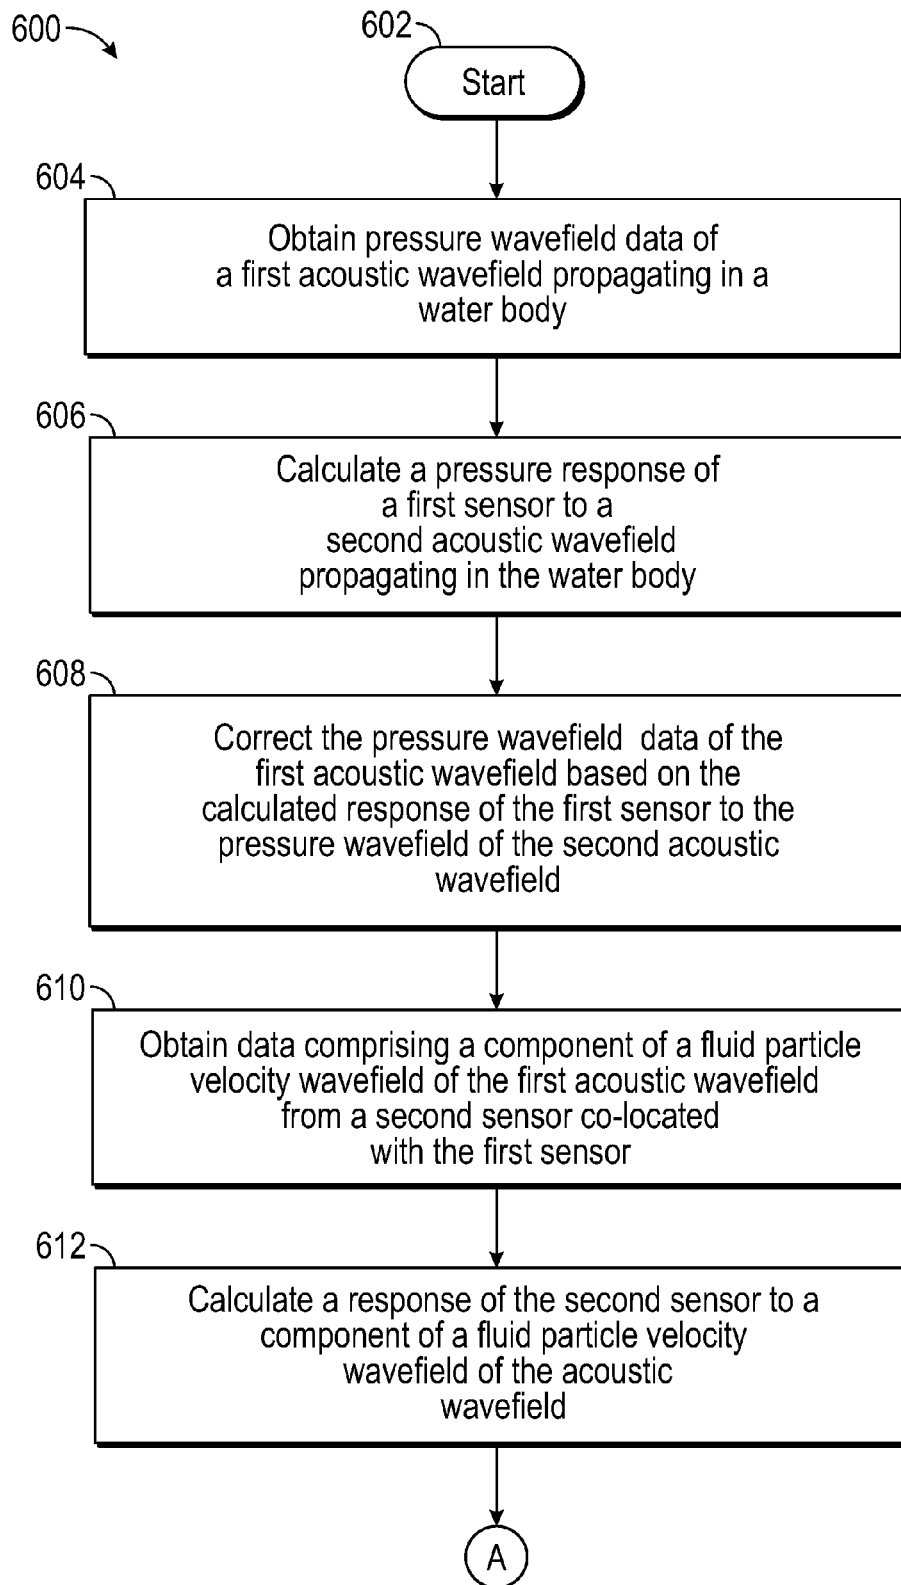 600
602
Start
604
Obtain pressure wavefield data of
a first acoustic wavefield propagating in a
water body
606
Calculate a pressure response of
a first sensor to a
second acoustic wavefield
propagating in the water body
608
Correct the pressure wavefield data of the
first acoustic wavefield based on the
calculated response of the first sensor to the
pressure wavefield of the second acoustic
wavefield
610
Obtain data comprising a component of a fluid particle
velocity wavefield of the first acoustic wavefield
from a second sensor co-located
with the first sensor
612
Calculate a response of the second sensor to a
component of a fluid particle velocity
wavefield of the acoustic
wavefield
A